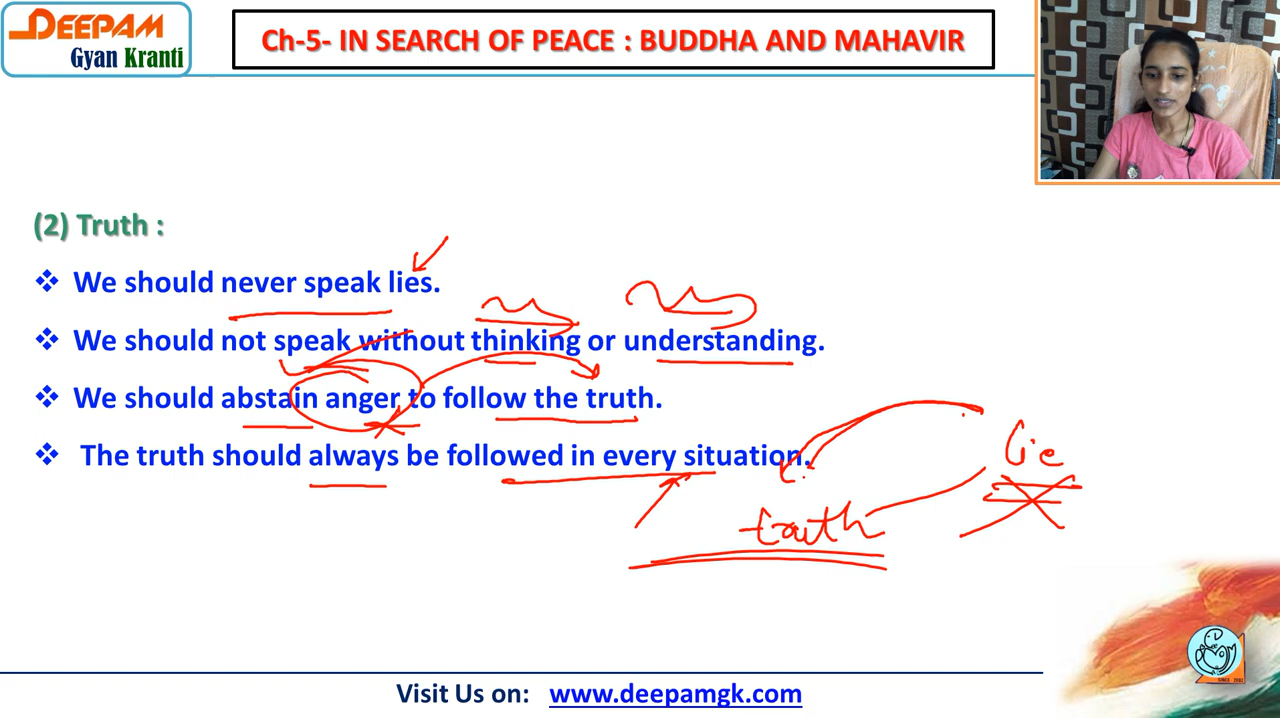 DEEPAM
Gyan Kranti
Ch-5- IN SEARCH OF PEACE : BUDDHA AND MAHAVIR
(2) Truth :
❖ We should never speak lies.
❖ We should not speak without thinking or understanding.
❖ We should abstain anger to follow the truth.
❖ The truth should always be followed in every situation.
lie
truth
SINCE 2002
Visit Us on: www.deepamgk.com